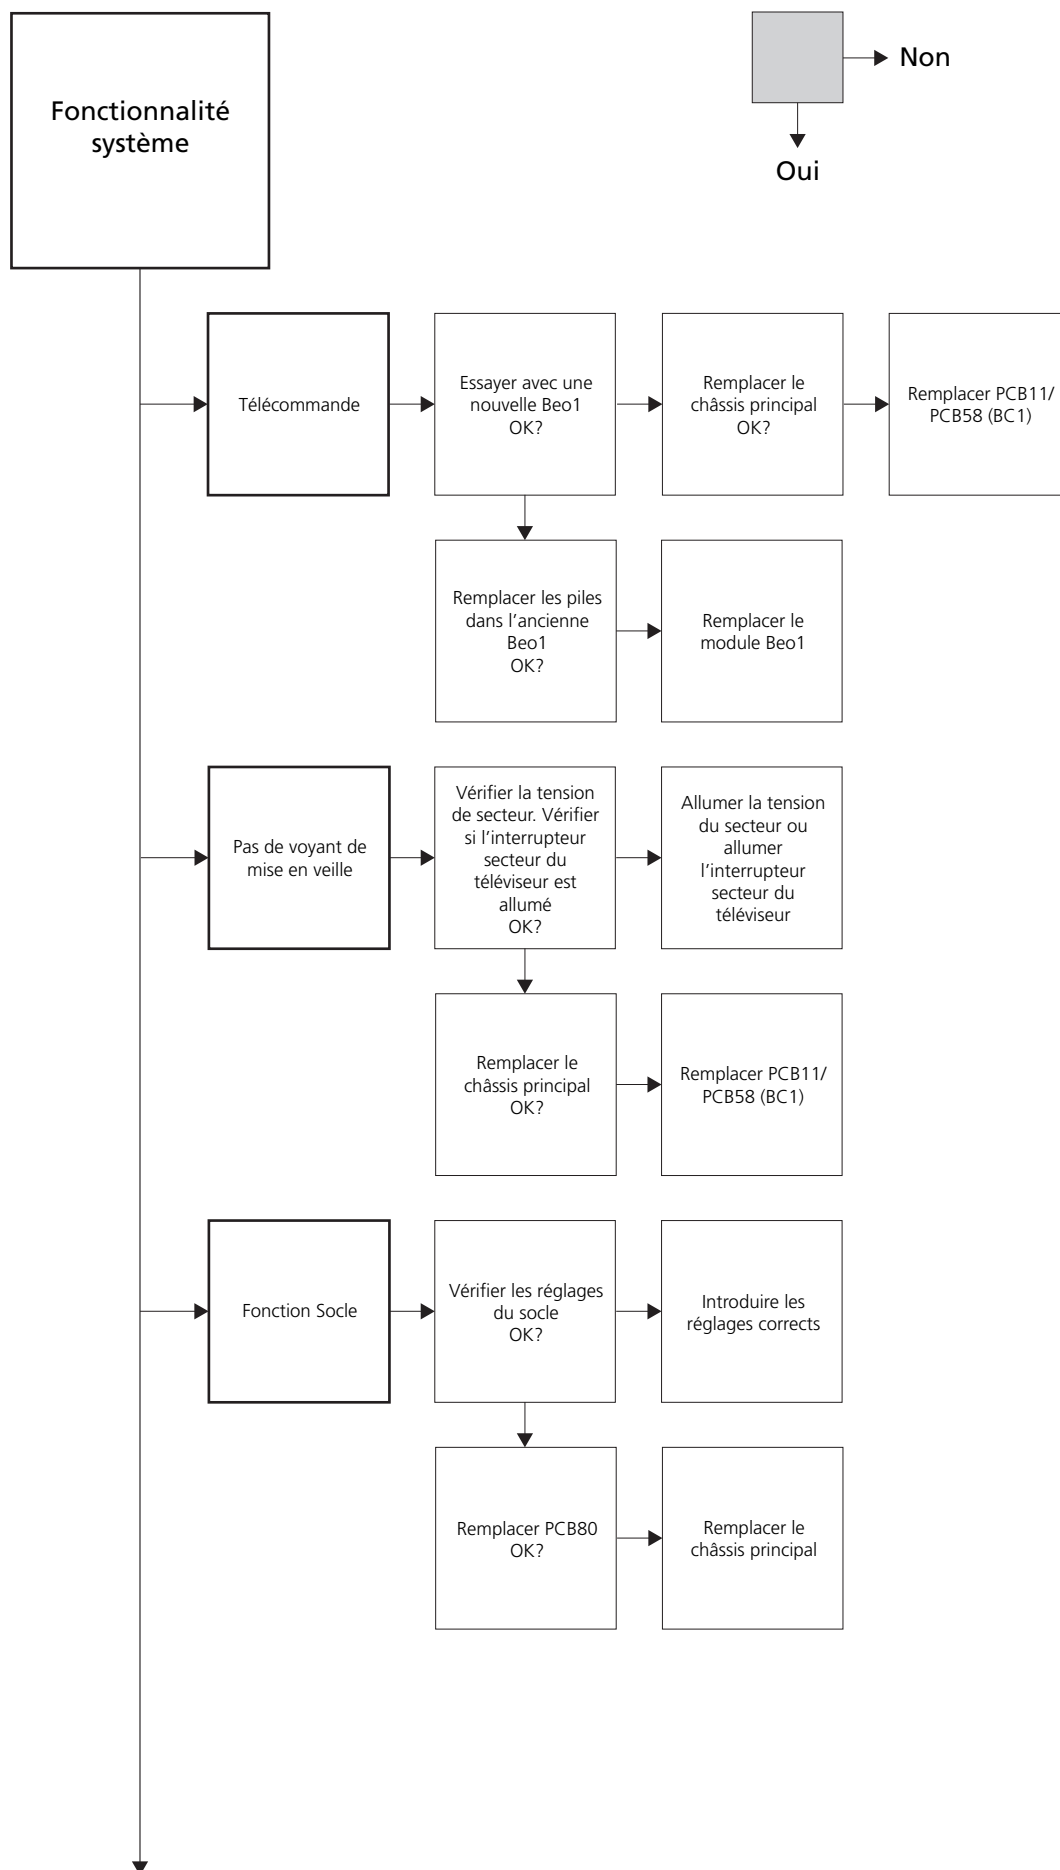 Fonctionnalité
système
Non
Oui
Télécommande
Essayer avec une
nouvelle Beo1
OK?
Remplacer le
châssis principal
OK?
Remplacer PCB11/
PCB58 (BC1)
Remplacer les piles
dans l'ancienne
Beo1
OK?
Remplacer le
module Beo1
Pas de voyant de
mise en veille
Vérifier la tension
de secteur. Vérifier
si l'interrupteur
secteur du
téléviseur est
allumé
OK?
Allumer la tension
du secteur ou
allumer
l'interrupteur
secteur du
téléviseur
Remplacer le
châssis principal
OK?
Remplacer PCB11/
PCB58 (BC1)
Fonction Socle
Vérifier les réglages
du socle
OK?
Introduire les
réglages corrects
Remplacer PCB80
OK?
Remplacer le
châssis principal